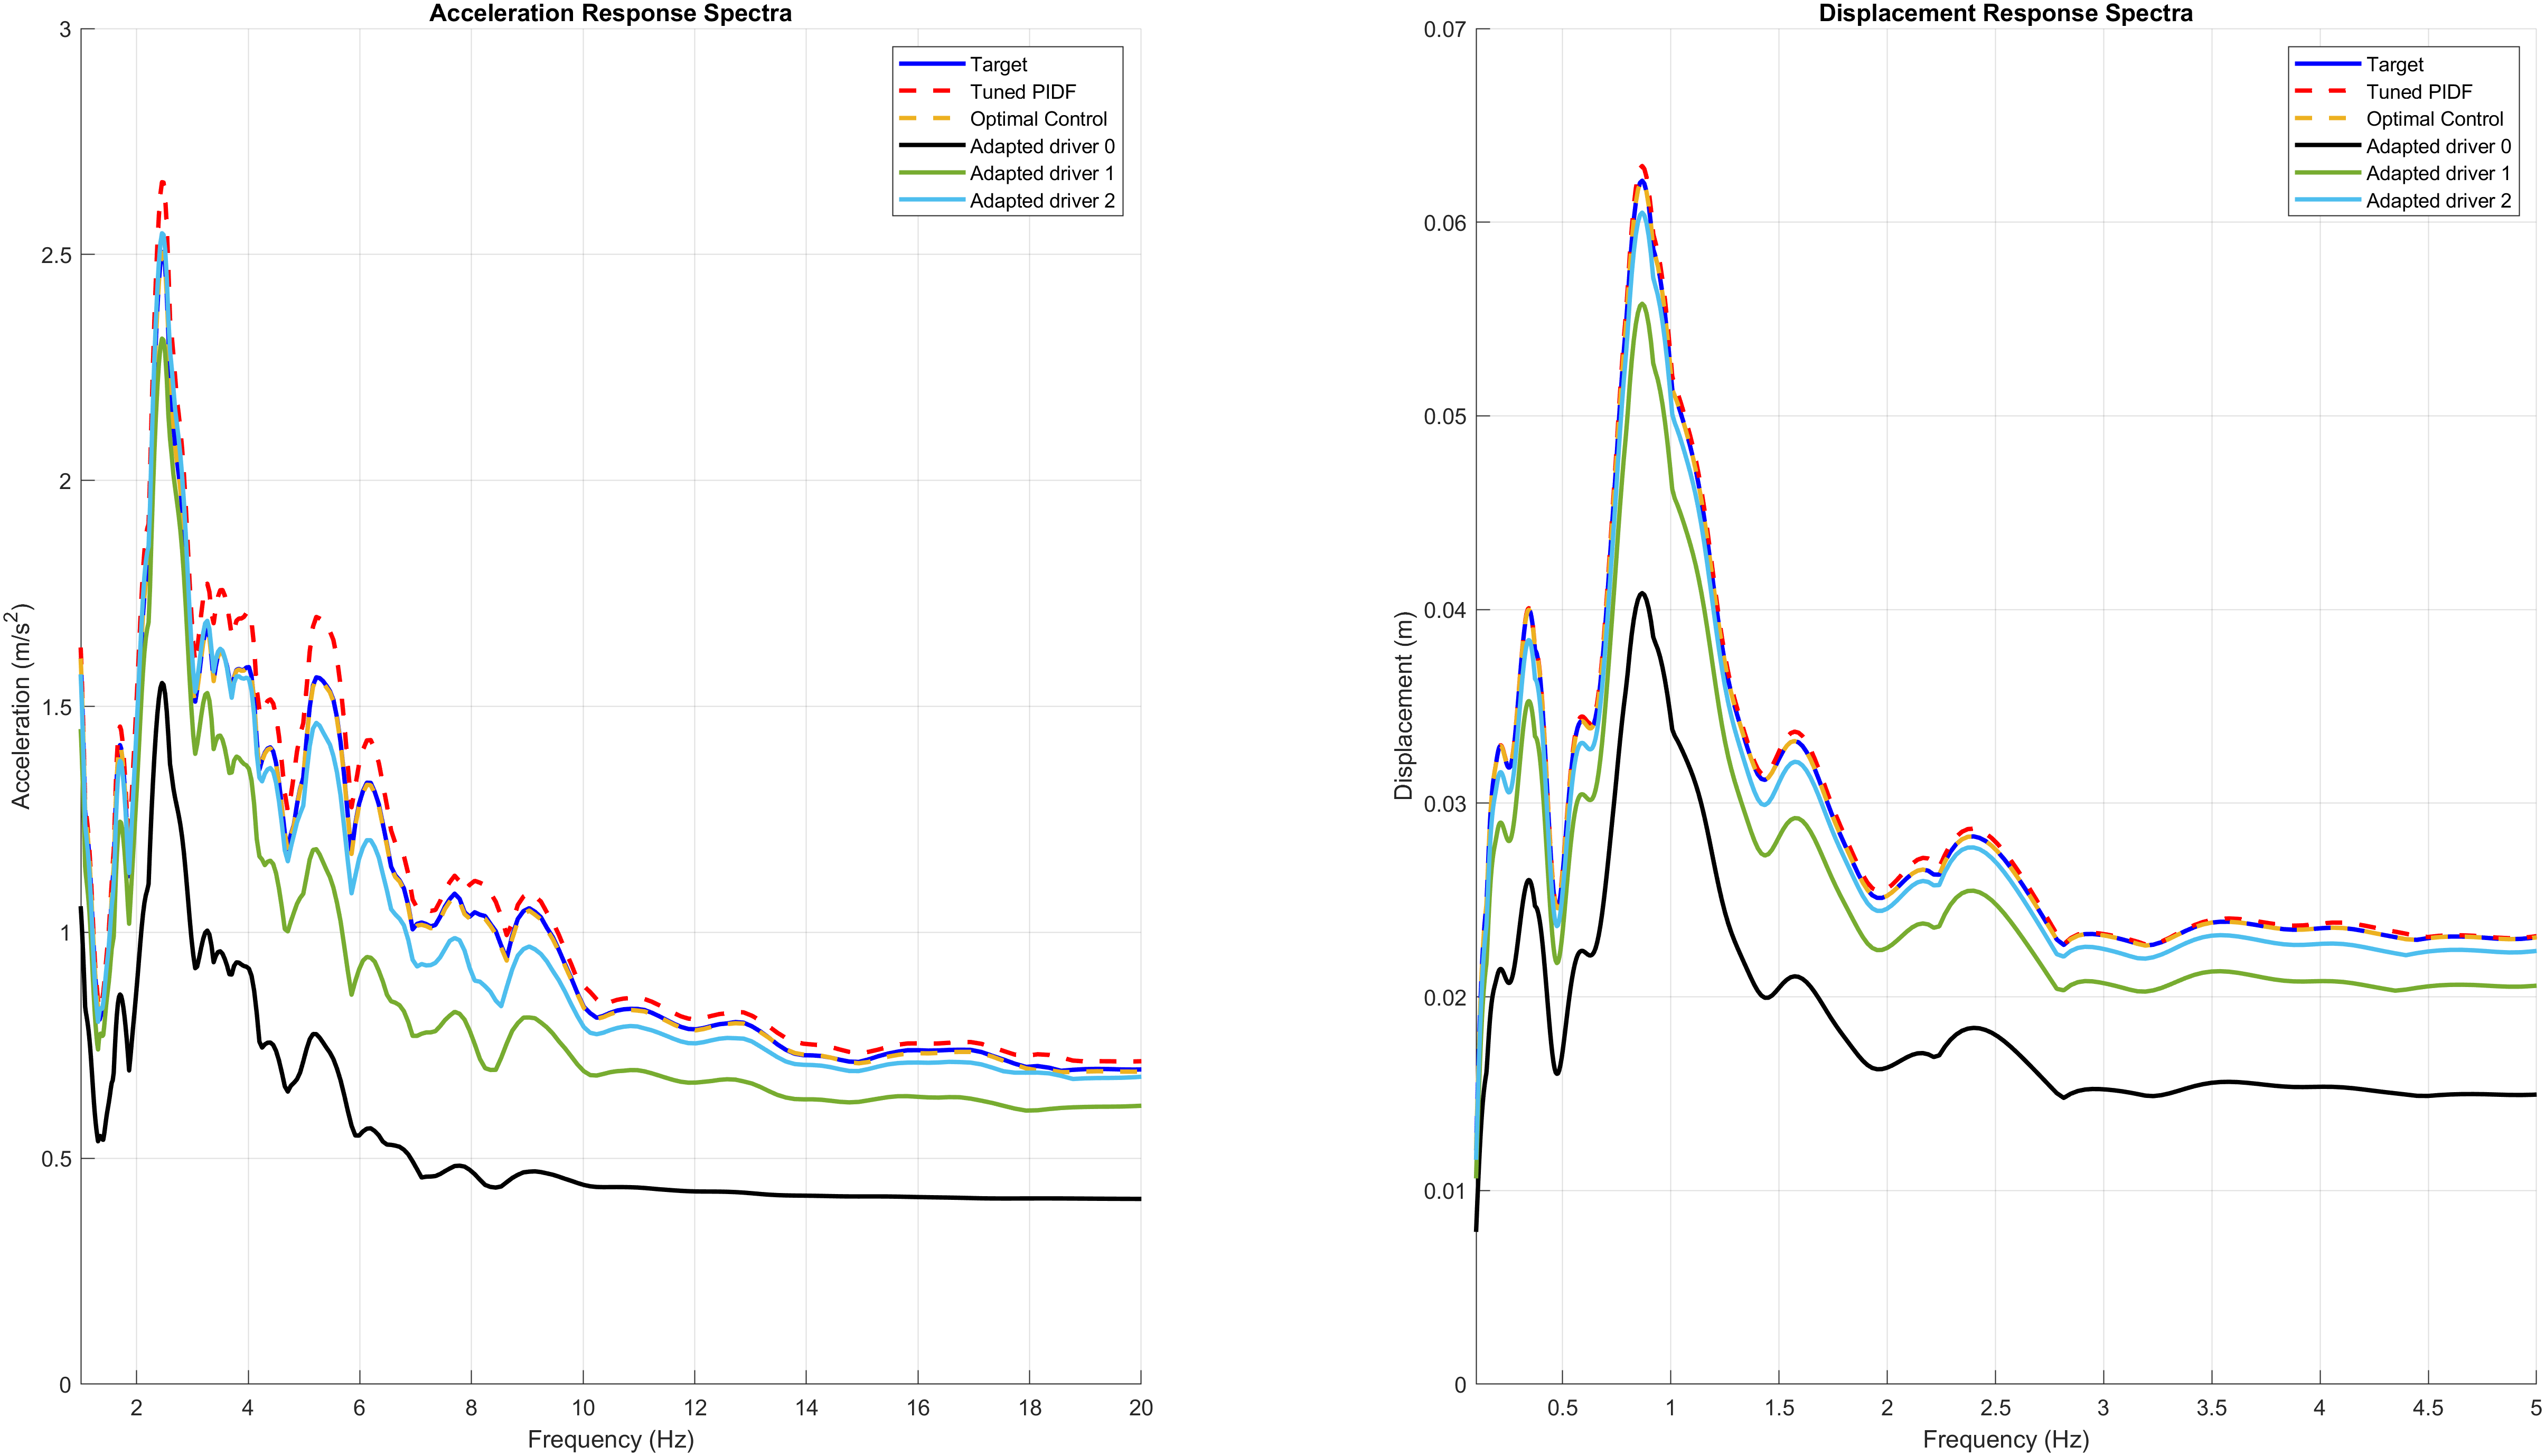 Acceleration Response Spectra
3
2.5
2
1.5
1
0.5
0
Acceleration (m/s²)
2 4 6 8 10 12 14 16 18 20
Frequency (Hz)
Target
Tuned PIDF
Optimal Control
Adapted driver 0
Adapted driver 1
Adapted driver 2
Displacement Response Spectra
0.07
0.06
0.05
0.04
0.03
0.02
0.01
0
Displacement (m)
0.5 1 1.5 2 2.5 3 3.5 4 4.5 5
Frequency (Hz)
Target
Tuned PIDF
Optimal Control
Adapted driver 0
Adapted driver 1
Adapted driver 2